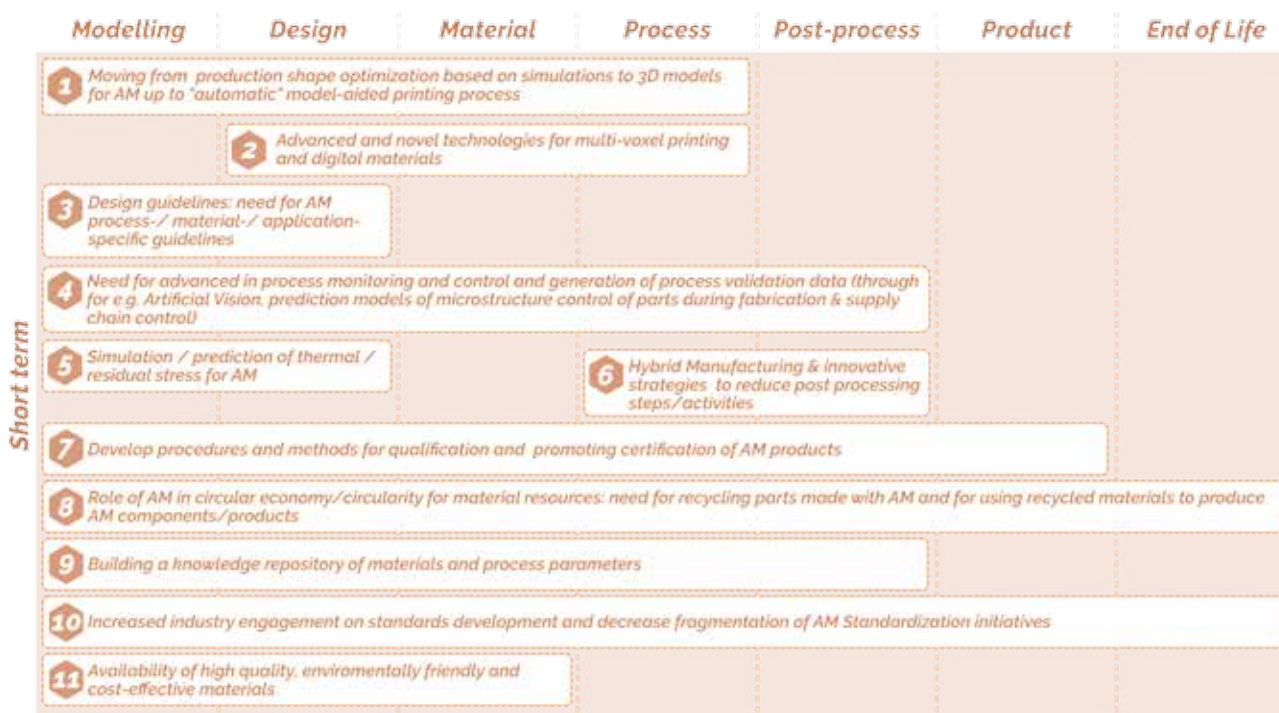 Modelling Design Material Process Post-process Product End of Life
Short term
1 Moving from production shape optimization based on simulations to 3D models
for AM up to "automatic" model-aided printing process
2 Advanced and novel technologies for multi-voxel printing
and digital materials
3 Design guidelines: need for AM
process-/ material-/ application-
specific guidelines
4 Need for advanced in process monitoring and control and generation of process validation data (through
for e.g. Artificial Vision, prediction models of microstructure control of parts during fabrication & supply
chain control)
5 Simulation / prediction of thermal /
residual stress for AM
6 Hybrid Manufacturing & innovative
strategies to reduce post processing
steps/activities
7 Develop procedures and methods for qualification and promoting certification of AM products
8 Role of AM in circular economy/circularity for material resources: need for recycling parts made with AM and for using recycled materials to produce
AM components/products
9 Building a knowledge repository of materials and process parameters
10 Increased industry engagement on standards development and decrease fragmentation of AM Standardization initiatives
11 Availability of high quality, enviromentally friendly and
cost-effective materials